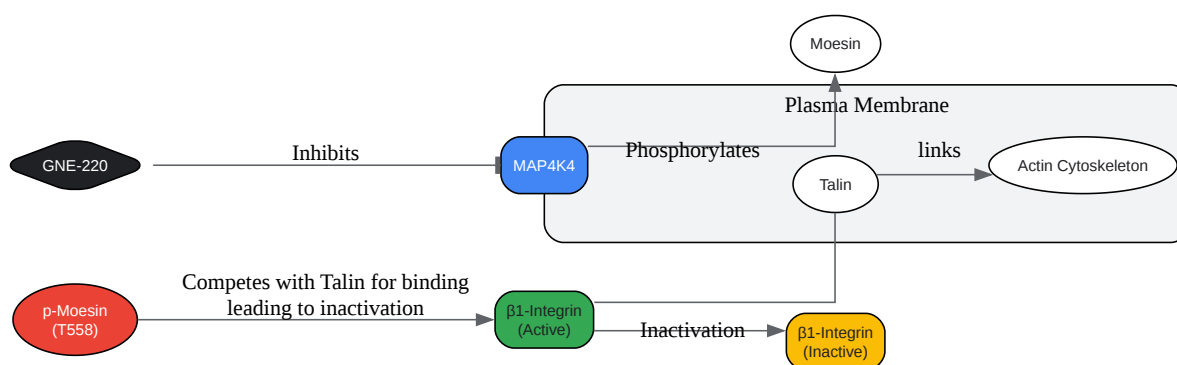 Moesin
Plasma Membrane
GNE-220
Inhibits
MAP4K4
Phosphorylates
links
Talin
Actin Cytoskeleton
p-Moesin
(T558)
Competes with Talin for binding
leading to inactivation
β1-Integrin
(Active)
Inactivation
β1-Integrin
(Inactive)